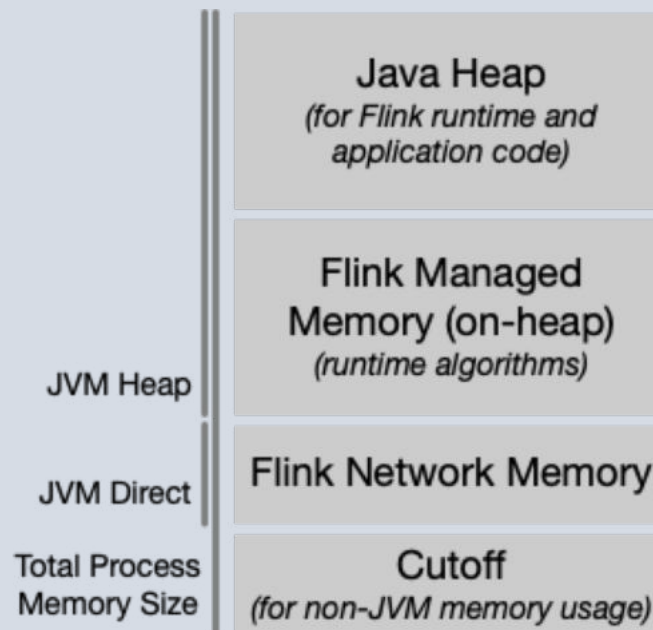 Java Heap
(for Flink runtime and
application code)
Flink Managed
Memory (on-heap)
(runtime algorithms)
JVM Heap
Flink Network Memory
JVM Direct
Total Process
Memory Size
Cutoff
(for non-JVM memory usage)